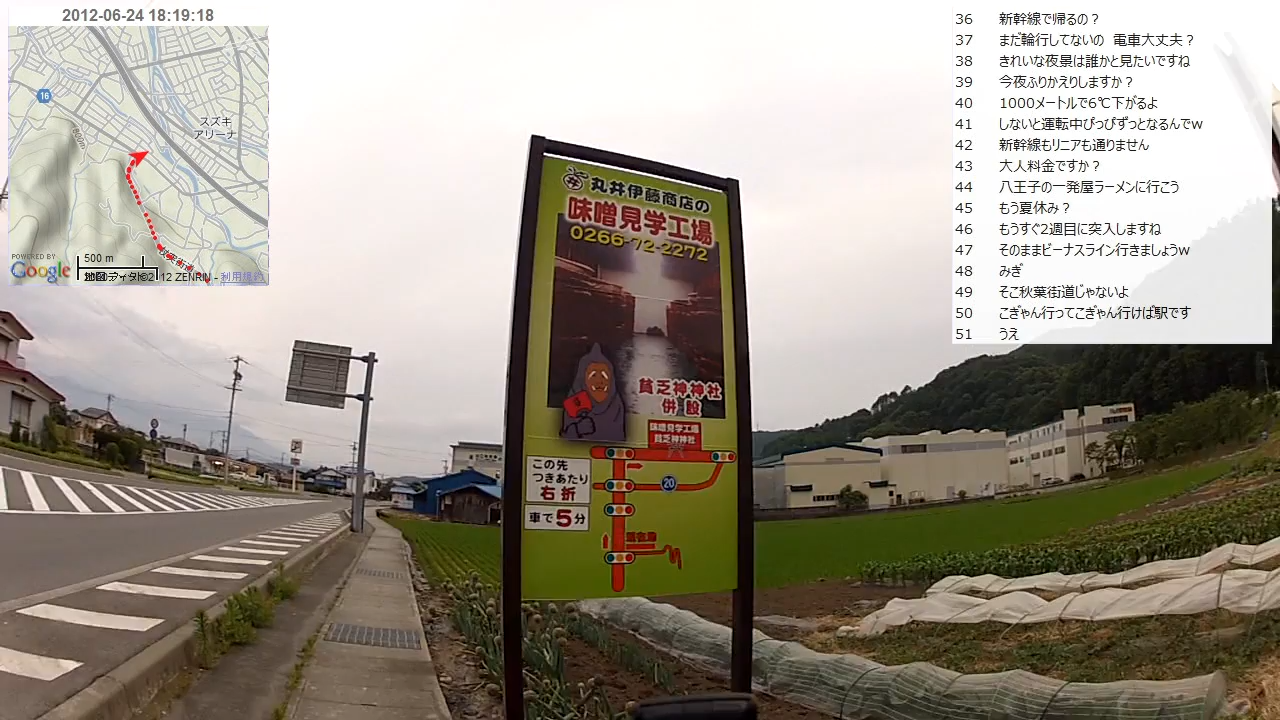 2012-06-24 18:19:18
16
800m
スズキ
アリーナ
POWERED BY
Google
500 m
12 ZENRIN - 利用規約
36 新幹線で帰るの？
37 まだ輪行してないの 電車大丈夫？
38 きれいな夜景は誰かと見たいですね
39 今夜ふりかえりしますか？
40 1000メートルで6℃下がるよ
41 しないと運転中ぴっぴずっとなるんでw
42 新幹線もリニアも通りません
43 大人料金ですか？
44 八王子の一発屋ラーメンに行こう
45 もう夏休み？
46 もうすぐ2週目に突入しますね
47 そのままビーナスライン行きましょうw
48 みぎ
49 そこ秋葉街道じゃないよ
50 こぎゃん行ってこぎゃん行けば駅です
51 うえ
丸井伊藤商店の
味噌見学工場
0266-72-2272
貧乏神神社
併設
味噌見学工場
貧乏神神社
この先
つきあたり
右折
車で5分
20
現在地